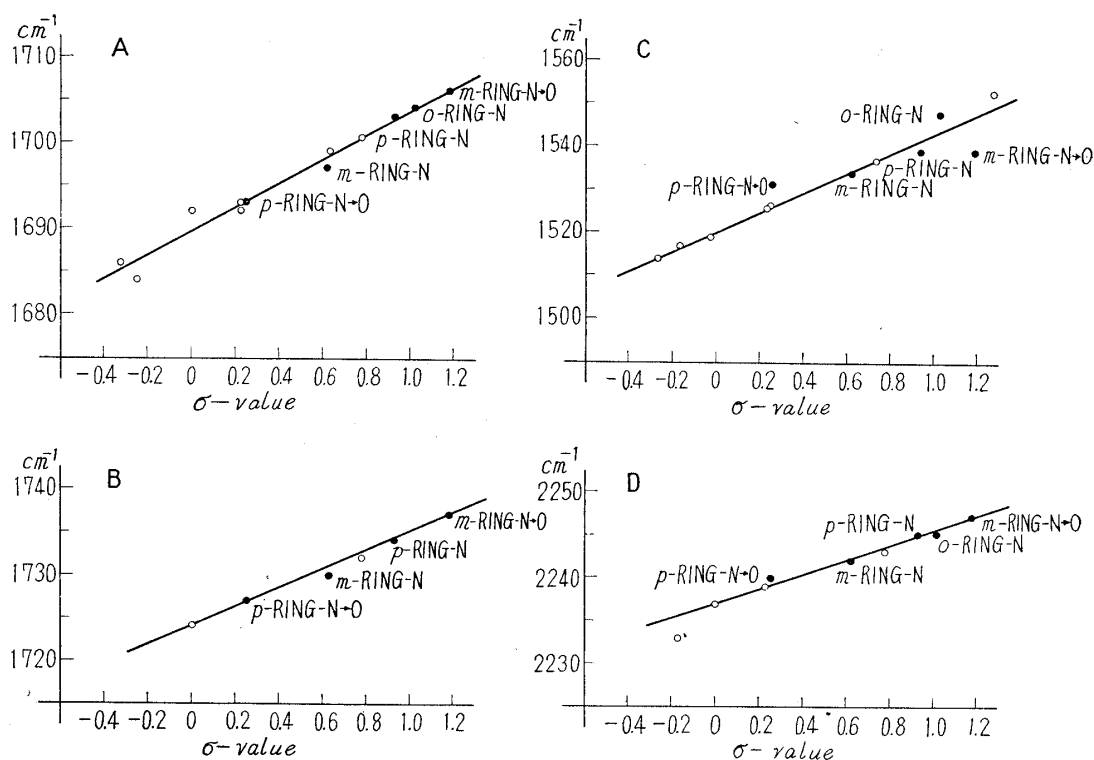 cm⁻¹
A
1710
1700
1690
1680
m-RING-N→O
o-RING-N
p-RING-N
m-RING-N
p-RING-N→O
-0.4 -0.2 0 0.2 0.4 0.6 0.8 1.0 1.2
σ-value
cm⁻¹
C
1560
1540
1520
1500
o-RING-N
m-RING-N→O
p-RING-N
m-RING-N
p-RING-N→O
-0.4 -0.2 0 0.2 0.4 0.6 0.8 1.0 1.2
σ-value
cm⁻¹
B
1740
1730
1720
m-RING-N→O
p-RING-N
m-RING-N
p-RING-N→O
-0.4 -0.2 0 0.2 0.4 0.6 0.8 1.0 1.2
σ-value
cm⁻¹
D
2250
2240
2230
p-RING-N
m-RING-N→O
o-RING-N
p-RING-N→O
m-RING-N
-0.4 -0.2 0 0.2 0.4 0.6 0.8 1.0 1.2
σ-value